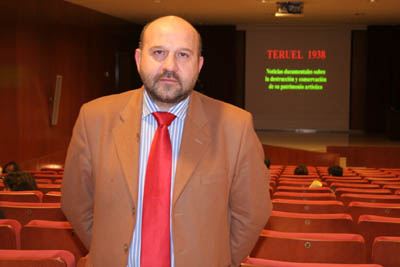 TERUEL 1938
Noticias documentales sobre
la destrucción y conservación
de su patrimonio artístico